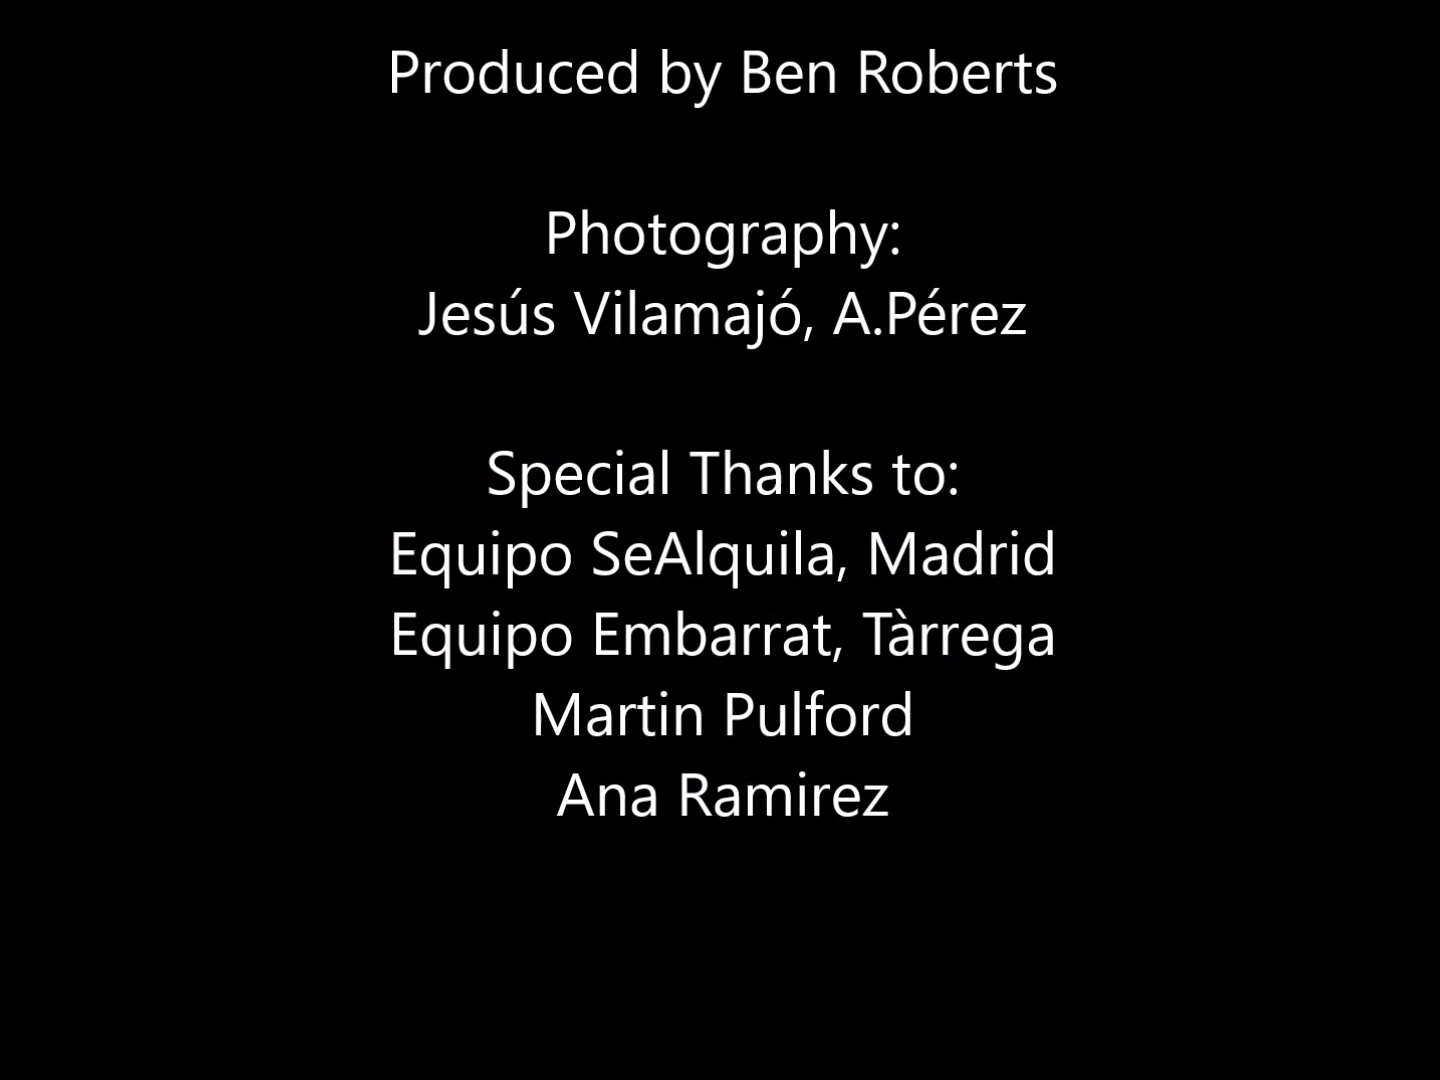 Produced by Ben Roberts
Photography:
Jesús Vilamajó, A.Pérez
Special Thanks to:
Equipo SeAlquila, Madrid
Equipo Embarrat, Tàrrega
Martin Pulford
Ana Ramirez